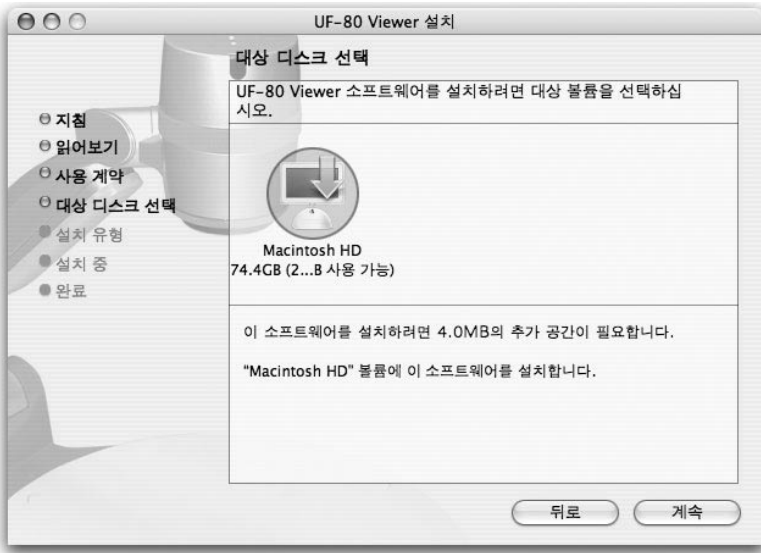 UF-80 Viewer 설치
대상 디스크 선택
UF-80 Viewer 소프트웨어를 설치하려면 대상 볼륨을 선택하십
시오.
지침
읽어보기
사용 계약
대상 디스크 선택
설치 유형
설치 중
완료
Macintosh HD
74.4GB (2...B 사용 가능)
이 소프트웨어를 설치하려면 4.0MB의 추가 공간이 필요합니다.
“Macintosh HD” 볼륨에 이 소프트웨어를 설치합니다.
뒤로
계속